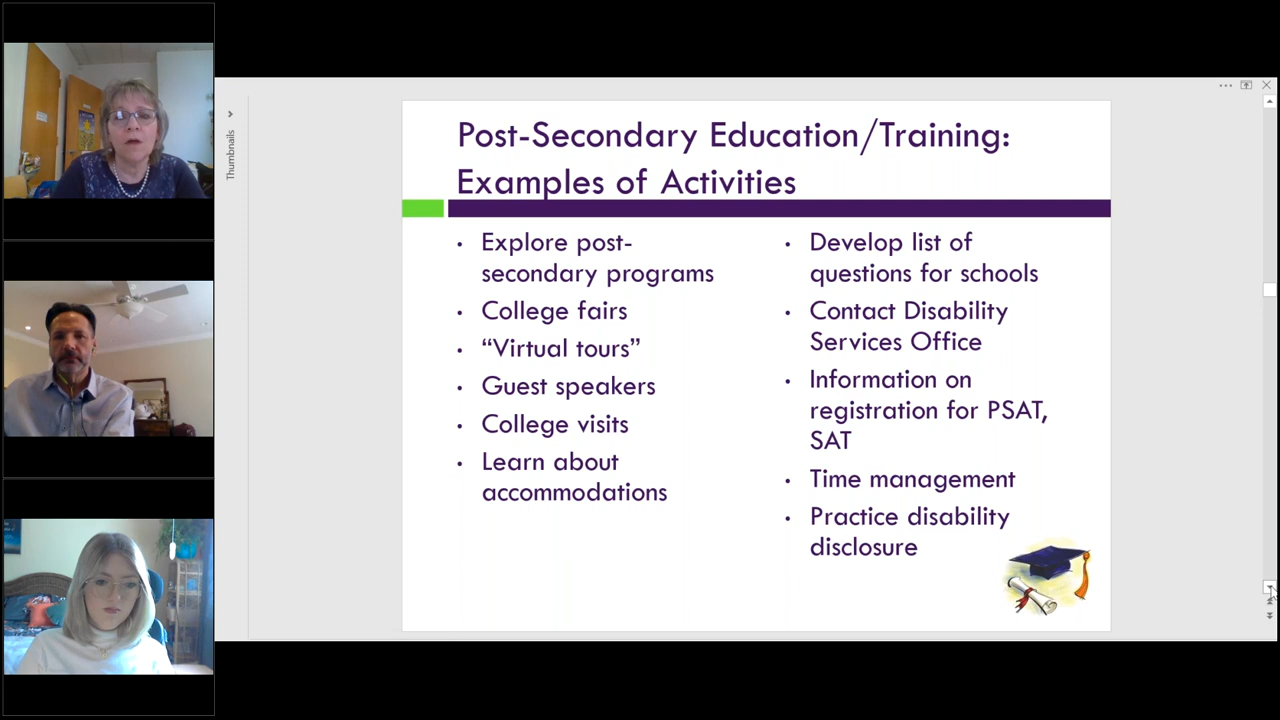 Thumbnails
Post-Secondary Education/Training:
Examples of Activities
• Explore post-
secondary programs
• College fairs
• “Virtual tours”
• Guest speakers
• College visits
• Learn about
accommodations
• Develop list of
questions for schools
• Contact Disability
Services Office
• Information on
registration for PSAT,
SAT
• Time management
• Practice disability
disclosure